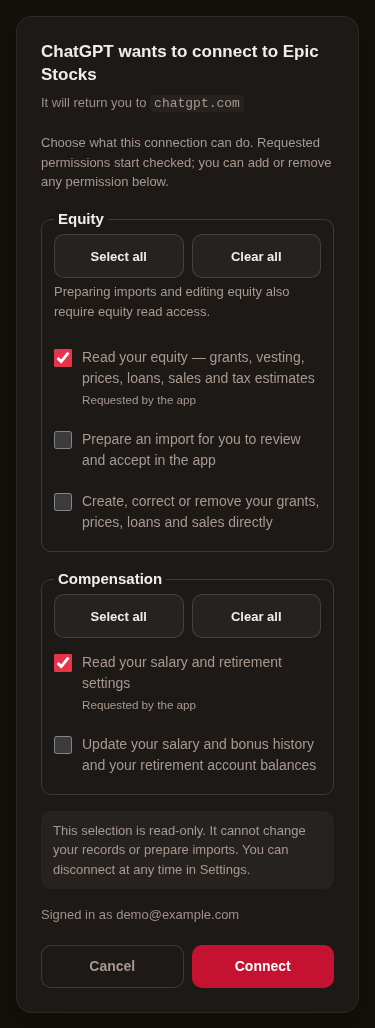 ChatGPT wants to connect to Epic
Stocks
It will return you to chatgpt.com
Choose what this connection can do. Requested
permissions start checked; you can add or remove
any permission below.
Equity
Select all
Clear all
Preparing imports and editing equity also
require equity read access.
Read your equity — grants, vesting,
prices, loans, sales and tax estimates
Requested by the app
Prepare an import for you to review
and accept in the app
Create, correct or remove your grants,
prices, loans and sales directly
Compensation
Select all
Clear all
Read your salary and retirement
settings
Requested by the app
Update your salary and bonus history
and your retirement account balances
This selection is read-only. It cannot change
your records or prepare imports. You can
disconnect at any time in Settings.
Signed in as demo@example.com
Cancel
Connect